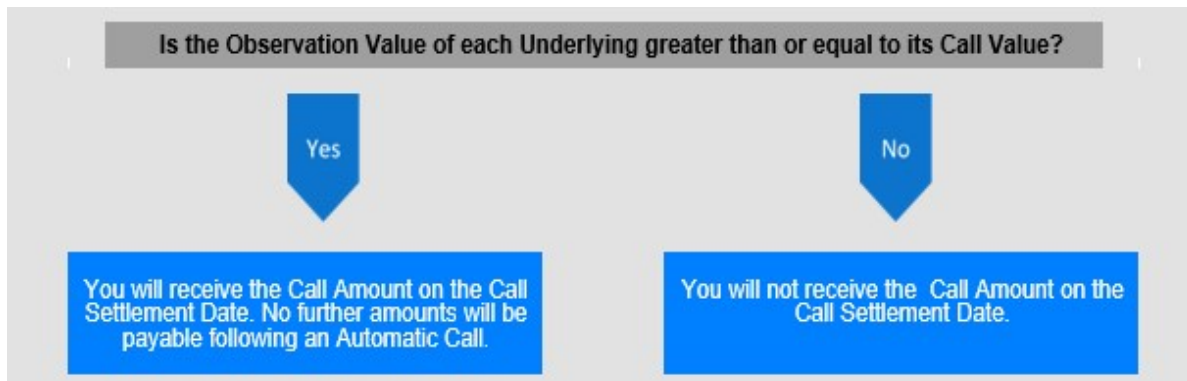 Is the Observation Value of each Underlying greater than or equal to its Call Value?
Yes
No
You will receive the Call Amount on the Call
Settlement Date. No further amounts will be
payable following an Automatic Call.
You will not receive the Call Amount on the
Call Settlement Date.